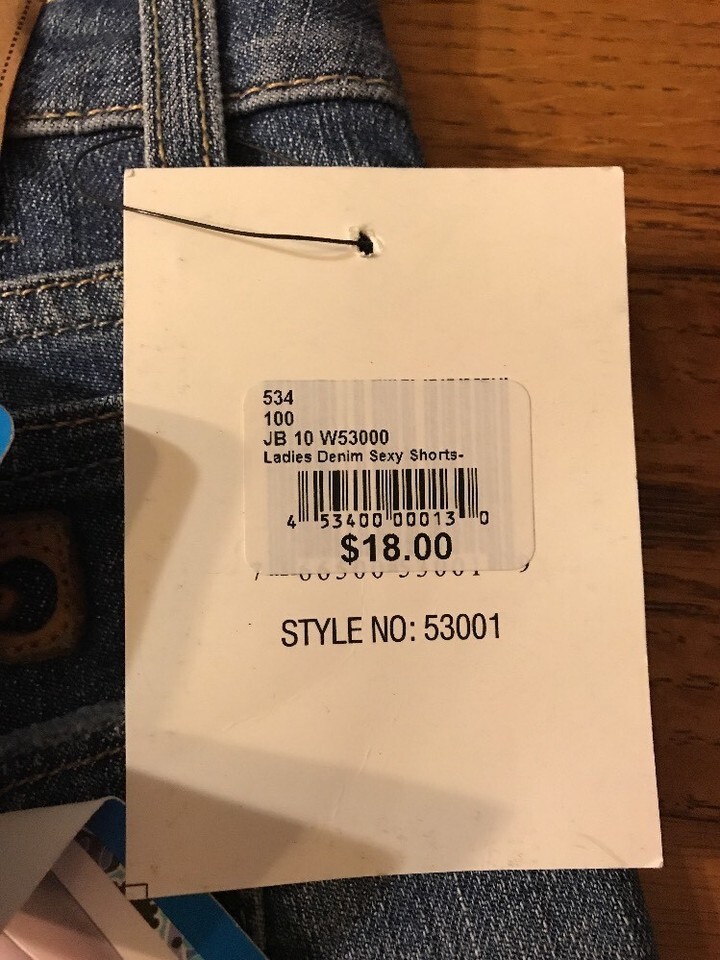 534
100
JB 10 W53000
Ladies Denim Sexy Shorts-
4 53400 00013 0
$18.00
STYLE NO: 53001